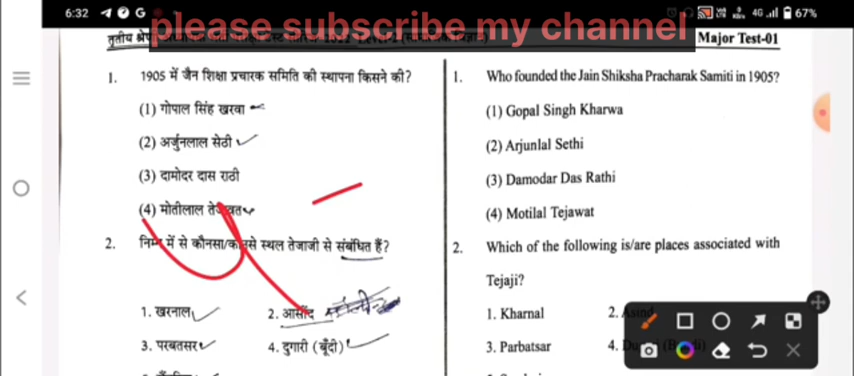 6:32 G 4G 67%
please subscribe my channel
तृतीय Major Test-01
1. 1905 में जैन शिक्षा प्रचारक समिति की स्थापना किसने की?
(1) गोपाल सिंह खरवा
(2) अर्जुनलाल सेठी
(3) दामोदर दास राठी
(4) मोतीलाल
2. निम्न में से कौनसा/कौनसे स्थल तेजाजी से संबंधित हैं?
1. खरनाल 2. आसींद
3. परबतसर 4. दुगारी (बूँदी)
1. Who founded the Jain Shiksha Pracharak Samiti in 1905?
(1) Gopal Singh Kharwa
(2) Arjunlal Sethi
(3) Damodar Das Rathi
(4) Motilal Tejawat
2. Which of the following is/are places associated with
Tejaji?
1. Kharnal 2.
3. Parbatsar 4.